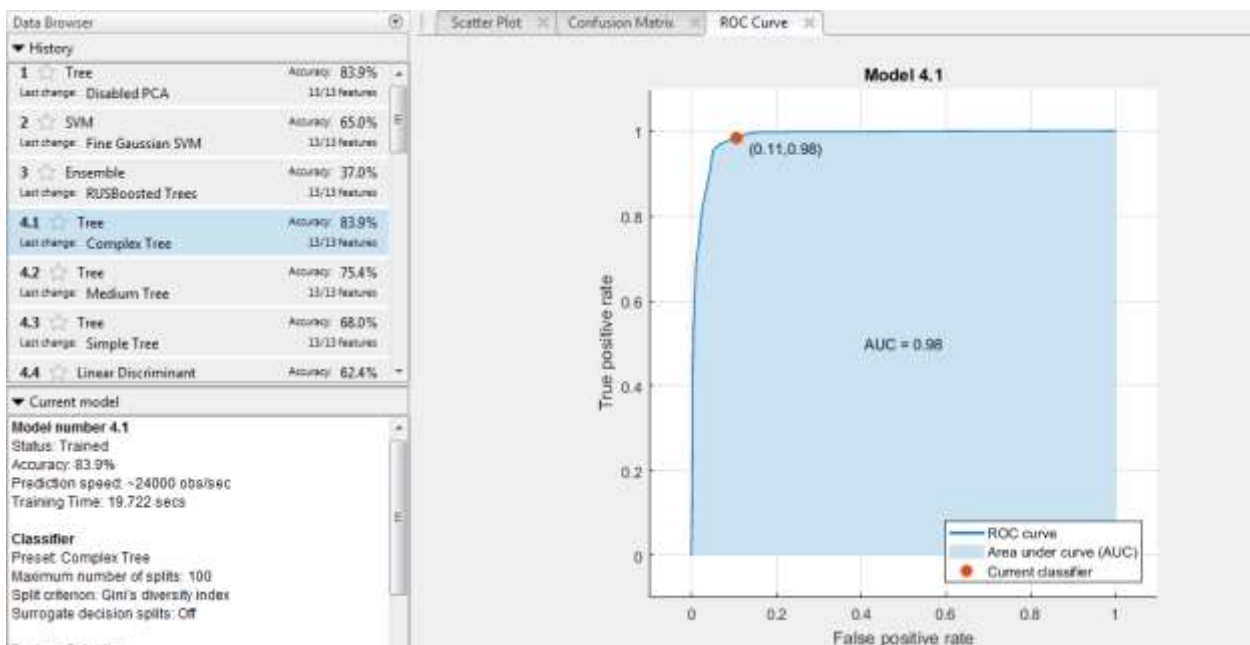 Data Browser
History
1 Tree Accuracy: 83.9%
Last change: Disabled PCA 13/13 features
2 SVM Accuracy: 65.0%
Last change: Fine Gaussian SVM 13/13 features
3 Ensemble Accuracy: 37.0%
Last change: RUSBoosted Trees 13/13 features
4.1 Tree Accuracy: 83.9%
Last change: Complex Tree 13/13 features
4.2 Tree Accuracy: 75.4%
Last change: Medium Tree 13/13 features
4.3 Tree Accuracy: 68.0%
Last change: Simple Tree 13/13 features
4.4 Linear Discriminant Accuracy: 62.4%
Current model
Model number 4.1
Status: Trained
Accuracy: 83.9%
Prediction speed: ~24000 obs/sec
Training Time: 19.722 secs
Classifier
Preset: Complex Tree
Maximum number of splits: 100
Split criterion: Gini's diversity index
Surrogate decision splits: Off
Scatter Plot Confusion Matrix ROC Curve
Model 4.1
True positive rate
1
0.8
0.6
0.4
0.2
0
(0.11,0.98)
AUC = 0.98
ROC curve
Area under curve (AUC)
Current classifier
0 0.2 0.4 0.6 0.8 1
False positive rate